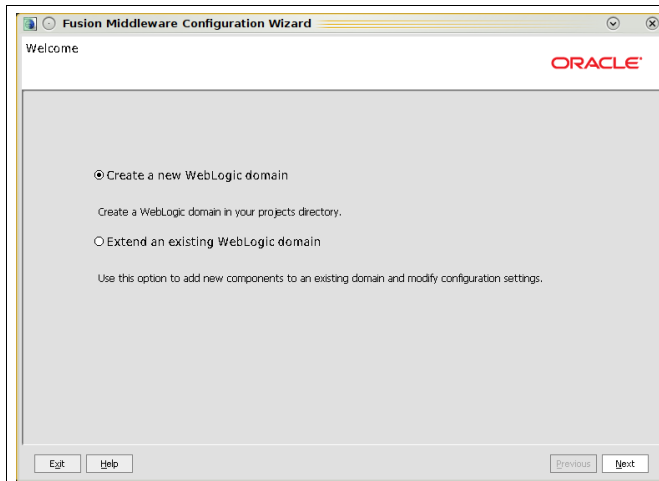 Fusion Middleware Configuration Wizard
Welcome
ORACLE
Create a new WebLogic domain
Create a WebLogic domain in your projects directory.
Extend an existing WebLogic domain
Use this option to add new components to an existing domain and modify configuration settings.
Exit Help Previous Next